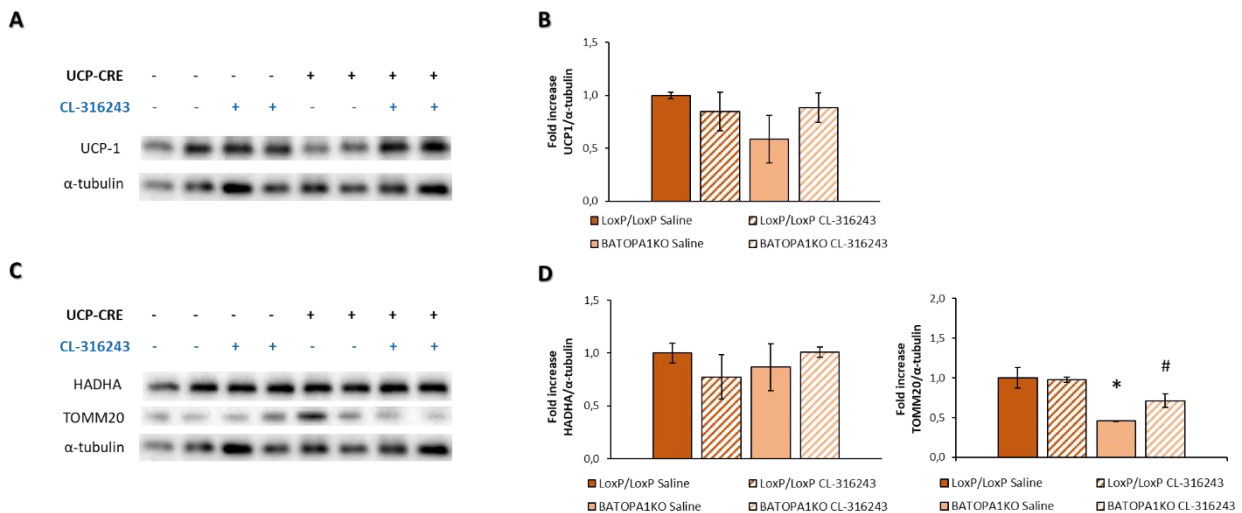 A
UCP-CRE - - - - + + + +
CL-316243 - - + + - - + +
UCP-1
α-tubulin
B
Fold increase
UCP1/α-tubulin
1,5
1,0
0,5
0,0
LoxP/LoxP Saline LoxP/LoxP CL-316243
BATOPA1KO Saline BATOPA1KO CL-316243
C
UCP-CRE - - - - + + + +
CL-316243 - - + + - - + +
HADHA
TOMM20
α-tubulin
D
Fold increase
HADHA/α-tubulin
1,5
1,0
0,5
0,0
LoxP/LoxP Saline LoxP/LoxP CL-316243
BATOPA1KO Saline BATOPA1KO CL-316243
Fold increase
TOMM20/α-tubulin
2,0
1,5
1,0
0,5
0,0
*
#
LoxP/LoxP Saline LoxP/LoxP CL-316243
BATOPA1KO Saline BATOPA1KO CL-316243